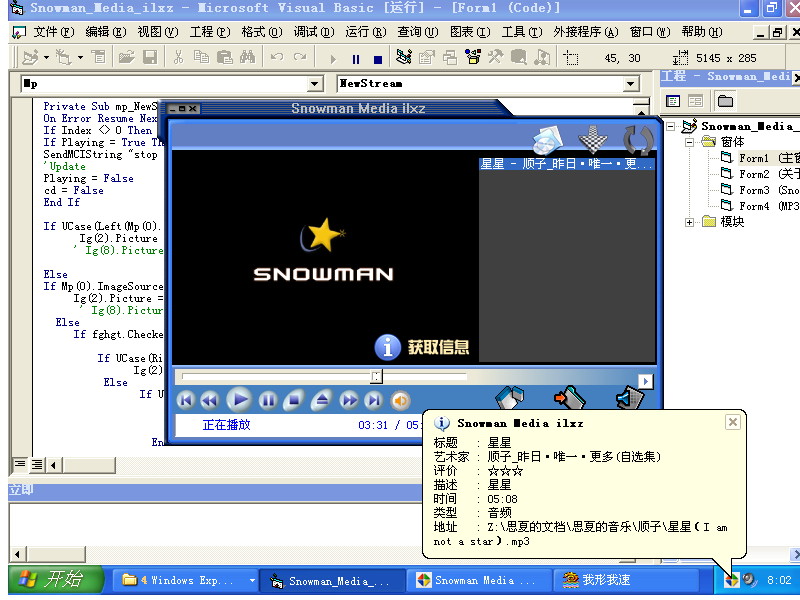 Snowman_Media_ilxz - Microsoft Visual Basic [运行] - [Form1 (Code)]
文件(F) 编辑(E) 视图(V) 工程(P) 格式(O) 调试(D) 运行(R) 查询(U) 图表(I) 工具(T) 外接程序(A) 窗口(W) 帮助(H)
45, 30 5145 x 285
Mp NewStream
工程 - Snowman_Medi
Private Sub mp_NewS
On Error Resume Nex
If Index <> 0 Then
If Playing = True Th
SendMCIString "stop
'Update
Playing = False
cd = False
End If
If UCase(Left(Mp(0).
Ig(2).Picture
' Ig(8).Picture
Else
If Mp(0).ImageSource
Ig(2).Picture =
' Ig(8).Pictur
Else
If fghgt.Checke
If UCase(Ri
Ig(2)
Else
If U
En
Snowman Media ilxz
星星 - 顺子_昨日·唯一·更...
SNOWMAN
获取信息
正在播放 03:31 / 05:
Snowman_Media_
窗体
Form1 (主窗
Form2 (关于
Form3 (Sno
Form4 (MP3
模块
立即
Snowman Media ilxz
标题 : 星星
艺术家 : 顺子_昨日·唯一·更多(自选集)
评价 : ☆☆☆
描述 : 星星
时间 : 05:08
类型 : 音频
地址 : Z:\思夏的文档\思夏的音乐\顺子\星星(I am
not a star).mp3
开始 4 Windows Exp... Snowman_Media_... Snowman Media ... 我形我速 8:02